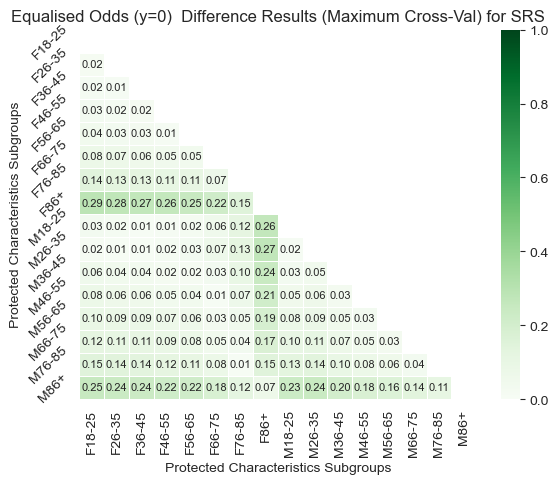 Equalised Odds (y=0)  Difference Results (Maximum Cross-Val) for SRS
Protected Characteristics Subgroups
F18-25
F26-35 0.02
F36-45 0.02 0.01
F46-55 0.03 0.02 0.02
F56-65 0.04 0.03 0.03 0.01
F66-75 0.08 0.07 0.06 0.05 0.05
F76-85 0.14 0.13 0.13 0.11 0.11 0.07
F86+ 0.29 0.28 0.27 0.26 0.25 0.22 0.15
M18-25 0.03 0.02 0.01 0.01 0.02 0.06 0.12 0.26
M26-35 0.02 0.01 0.01 0.02 0.03 0.07 0.13 0.27 0.02
M36-45 0.06 0.04 0.04 0.02 0.02 0.03 0.10 0.24 0.03 0.05
M46-55 0.08 0.06 0.06 0.05 0.04 0.01 0.07 0.21 0.05 0.06 0.03
M56-65 0.10 0.09 0.09 0.07 0.06 0.03 0.05 0.19 0.08 0.09 0.05 0.03
M66-75 0.12 0.11 0.11 0.09 0.08 0.05 0.04 0.17 0.10 0.11 0.07 0.05 0.03
M76-85 0.15 0.14 0.14 0.12 0.11 0.08 0.01 0.15 0.13 0.14 0.10 0.08 0.06 0.04
M86+ 0.25 0.24 0.24 0.22 0.22 0.18 0.12 0.07 0.23 0.24 0.20 0.18 0.16 0.14 0.11
F18-25 F26-35 F36-45 F46-55 F56-65 F66-75 F76-85 F86+ M18-25 M26-35 M36-45 M46-55 M56-65 M66-75 M76-85 M86+
Protected Characteristics Subgroups
1.0
0.8
0.6
0.4
0.2
0.0